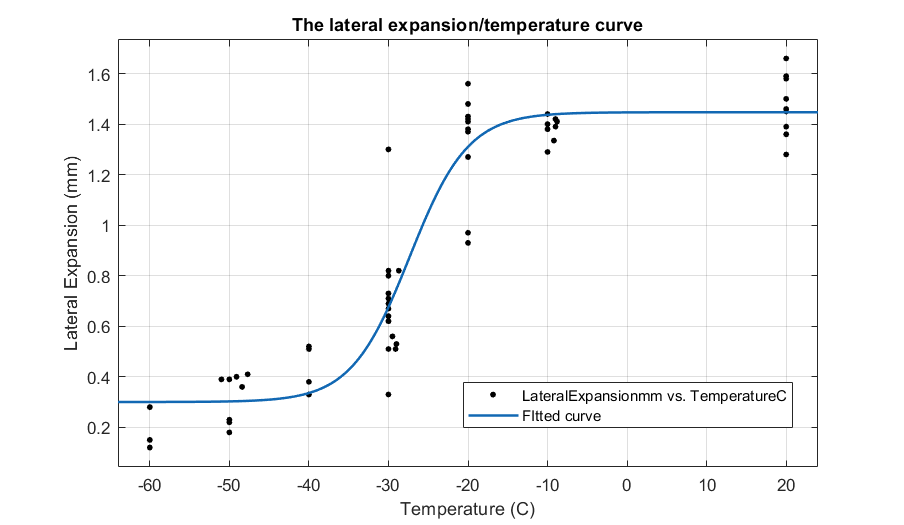 The lateral expansion/temperature curve
1.6
1.4
1.2
1
0.8
0.6
0.4
0.2
Lateral Expansion (mm)
LateralExpansionmm vs. TemperatureC
FItted curve
-60 -50 -40 -30 -20 -10 0 10 20
Temperature (C)